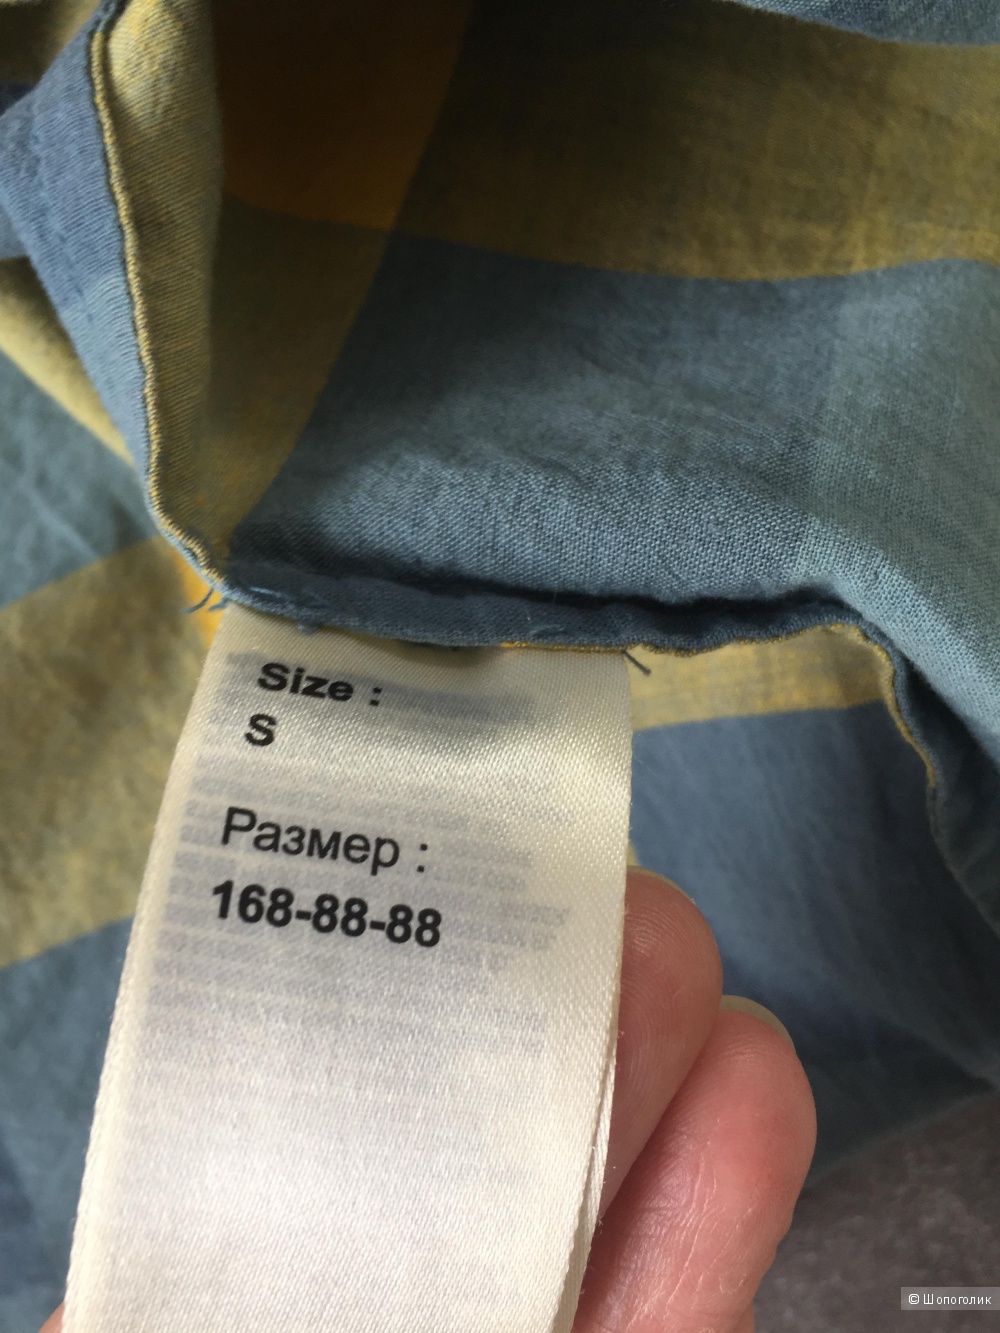 Size :
S
Размер :
168-88-88
© Шопоголик